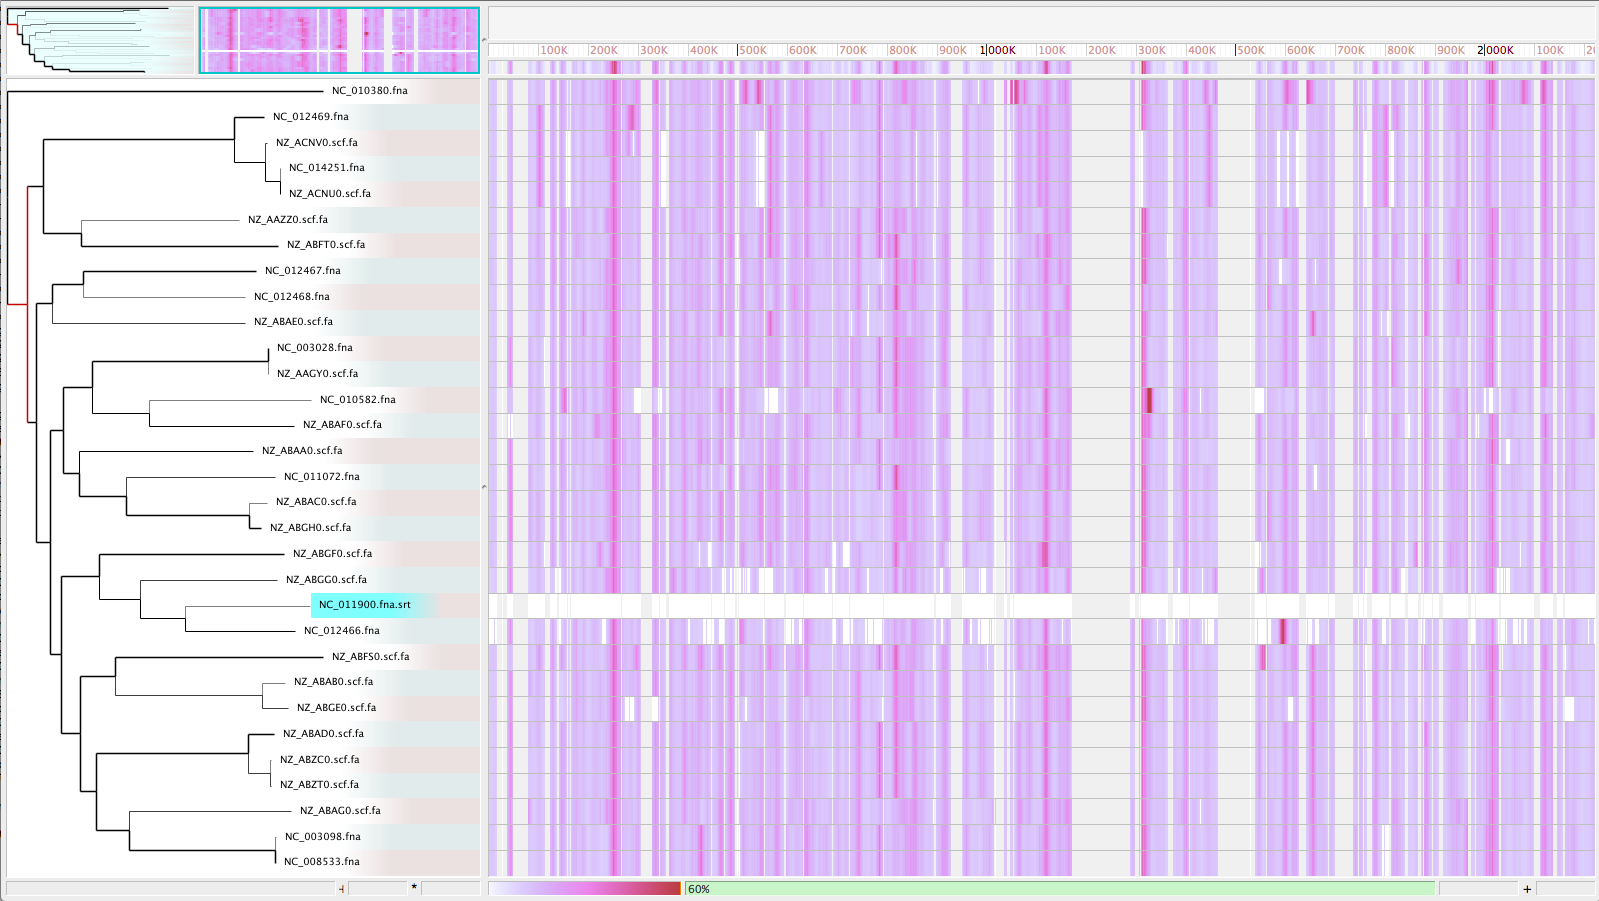 100K 200K 300K 400K 500K 600K 700K 800K 900K 1000K 100K 200K 300K 400K 500K 600K 700K 800K 900K 2000K 100K 20
NC_010380.fna
NC_012469.fna
NZ_ACNV0.scf.fa
NC_014251.fna
NZ_ACNU0.scf.fa
NZ_AAZZ0.scf.fa
NZ_ABFT0.scf.fa
NC_012467.fna
NC_012468.fna
NZ_ABAE0.scf.fa
NC_003028.fna
NZ_AAGY0.scf.fa
NC_010582.fna
NZ_ABAF0.scf.fa
NZ_ABAA0.scf.fa
NC_011072.fna
NZ_ABAC0.scf.fa
NZ_ABGH0.scf.fa
NZ_ABGF0.scf.fa
NZ_ABGG0.scf.fa
NC_011900.fna.srt
NC_012466.fna
NZ_ABFS0.scf.fa
NZ_ABAB0.scf.fa
NZ_ABGE0.scf.fa
NZ_ABAD0.scf.fa
NZ_ABZC0.scf.fa
NZ_ABZT0.scf.fa
NZ_ABAG0.scf.fa
NC_003098.fna
NC_008533.fna
* 60% +